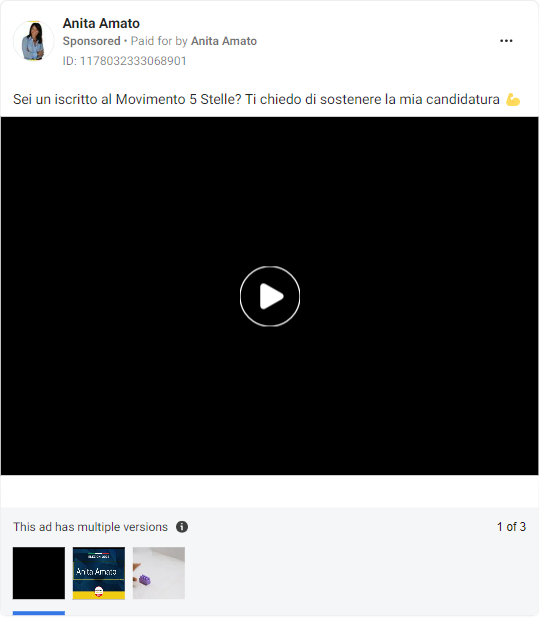 Anita Amato
Sponsored • Paid for by Anita Amato
ID: 1178032333068901
Sei un iscritto al Movimento 5 Stelle? Ti chiedo di sostenere la mia candidatura 💪
This ad has multiple versions
1 of 3
Anita Amato